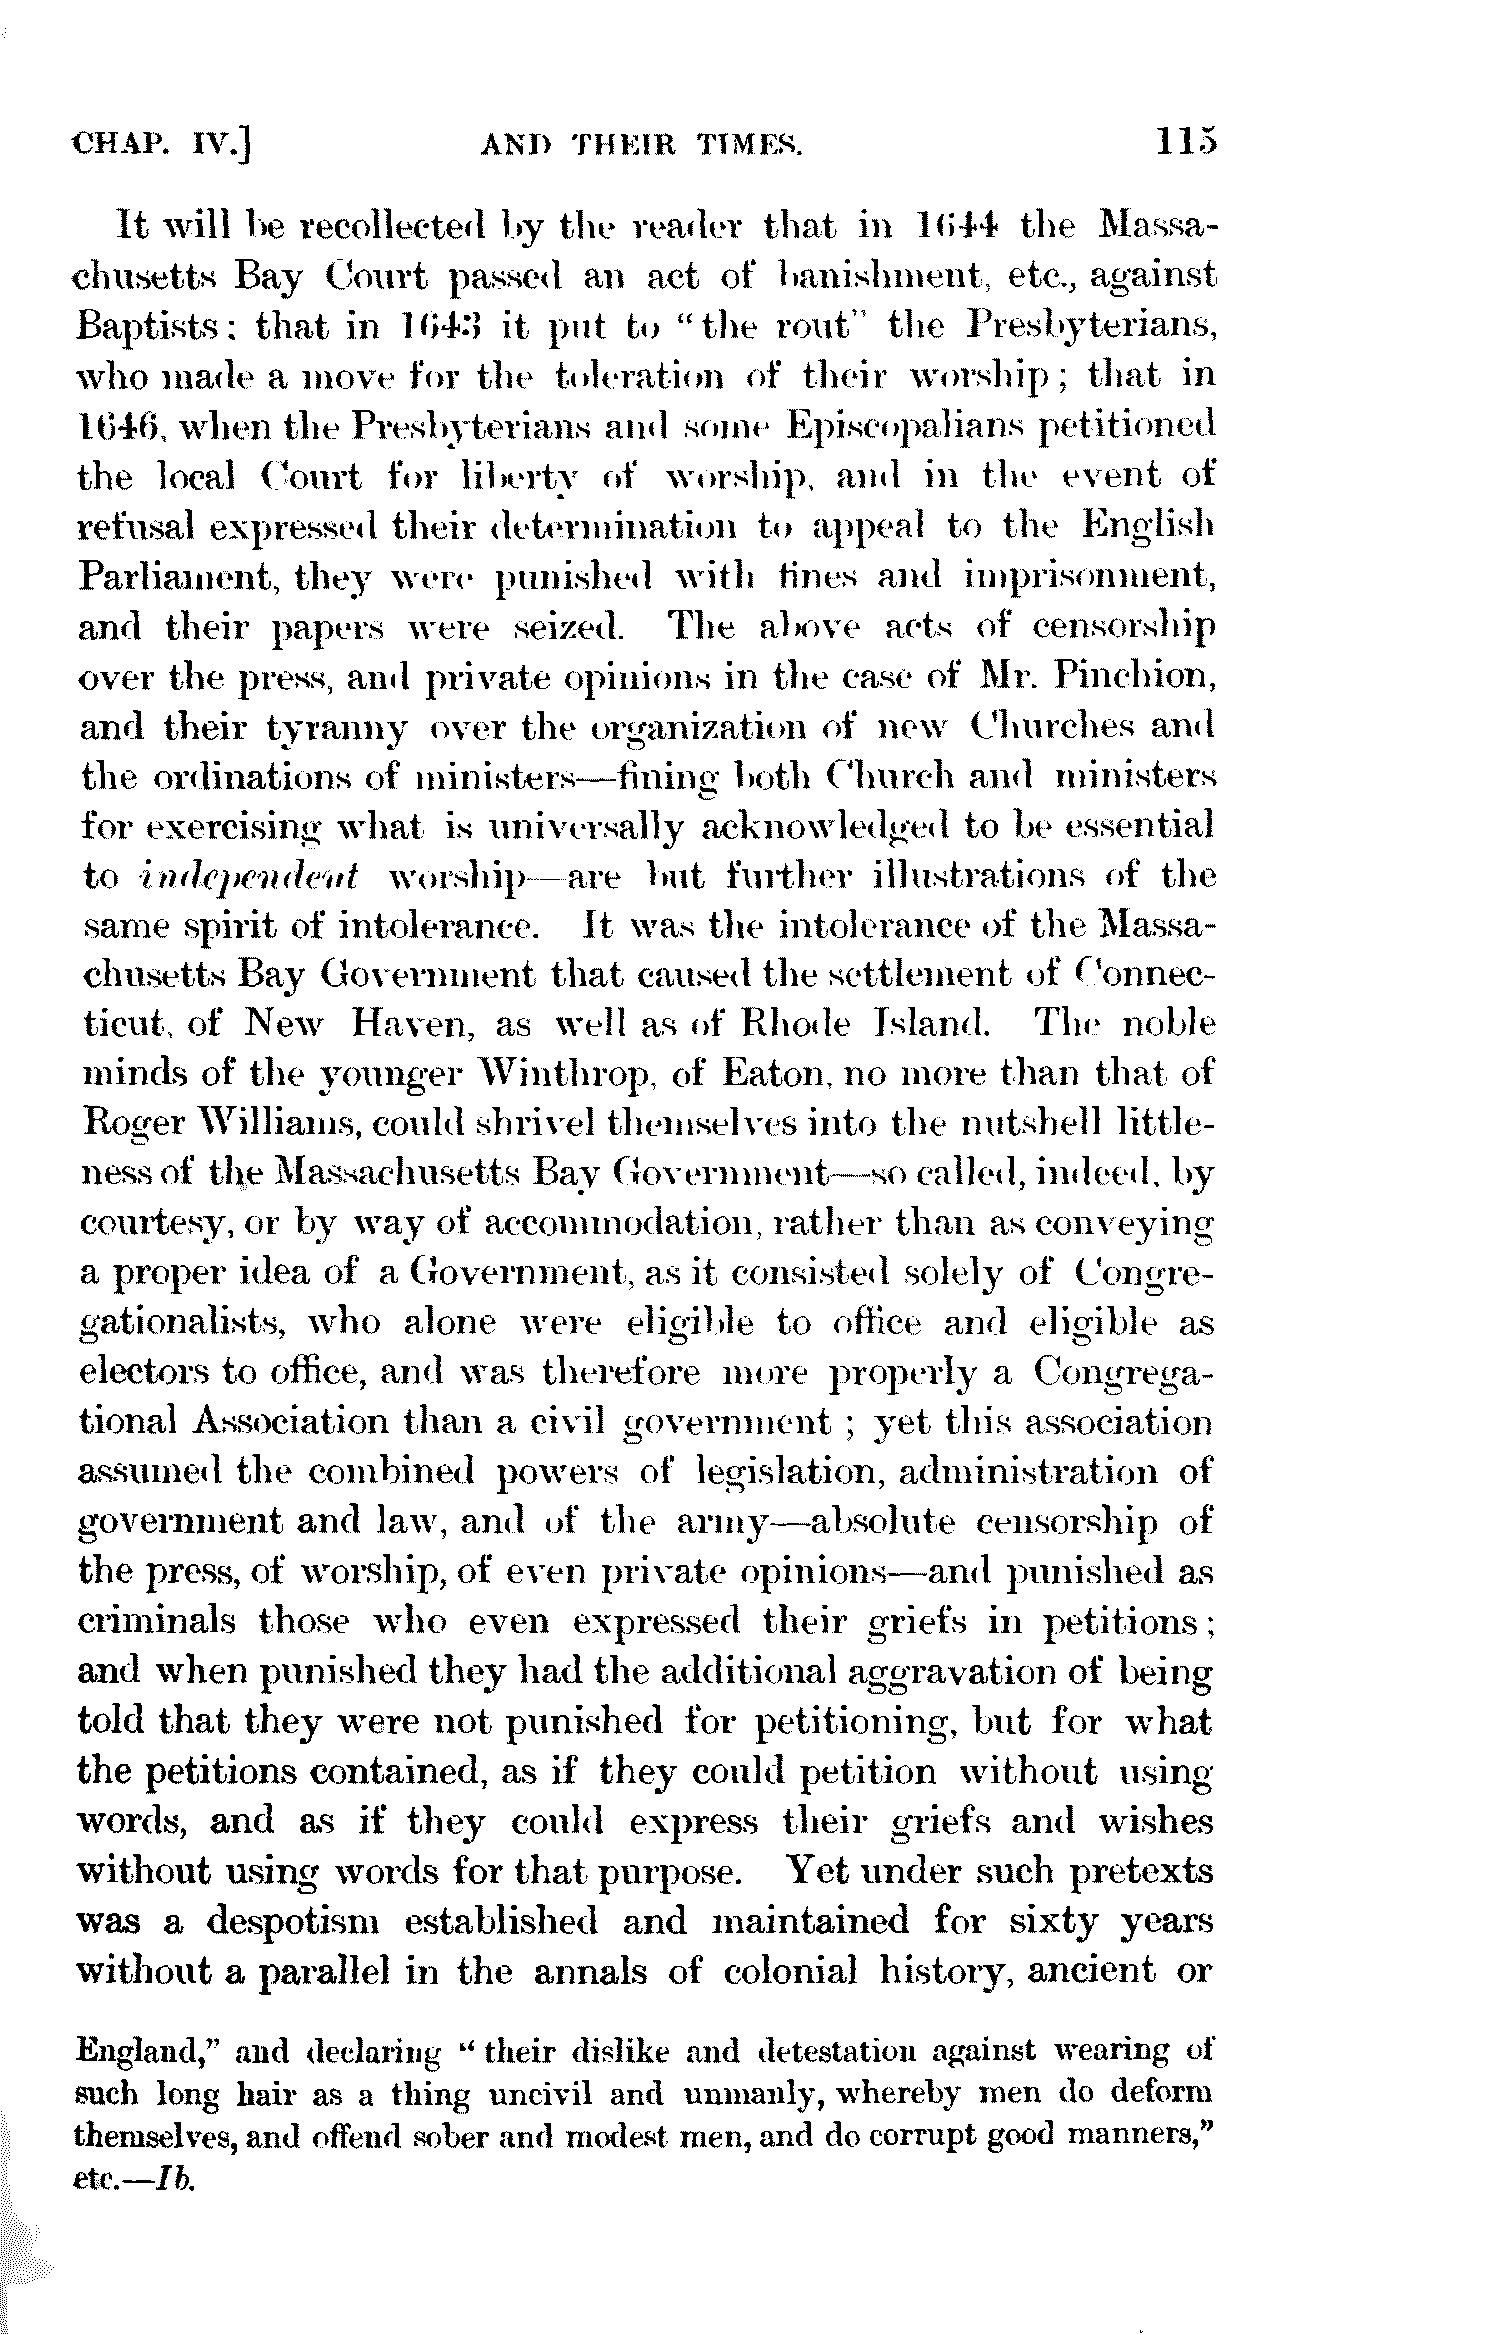 CHAP. IV.] AND THEIR TIMES. 115
It will be recollected by the reader that in 1644 the Massa-
chusetts Bay Court passed an act of banishment, etc., against
Baptists: that in 1643 it put to "the rout" the Presbyterians,
who made a move for the toleration of their worship; that in
1646, when the Presbyterians and some Episcopalians petitioned
the local Court for liberty of worship, and in the event of
refusal expressed their determination to appeal to the English
Parliament, they were punished with fines and imprisonment,
and their papers were seized. The above acts of censorship
over the press, and private opinions in the case of Mr. Pinchion,
and their tyranny over the organization of new Churches and
the ordinations of ministers—fining both Church and ministers
for exercising what is universally acknowledged to be essential
to independent worship—are but further illustrations of the
same spirit of intolerance. It was the intolerance of the Massa-
chusetts Bay Government that caused the settlement of Connec-
ticut, of New Haven, as well as of Rhode Island. The noble
minds of the younger Winthrop, of Eaton, no more than that of
Roger Williams, could shrivel themselves into the nutshell little-
ness of the Massachusetts Bay Government—so called, indeed, by
courtesy, or by way of accommodation, rather than as conveying
a proper idea of a Government, as it consisted solely of Congre-
gationalists, who alone were eligible to office and eligible as
electors to office, and was therefore more properly a Congrega-
tional Association than a civil government ; yet this association
assumed the combined powers of legislation, administration of
government and law, and of the army—absolute censorship of
the press, of worship, of even private opinions—and punished as
criminals those who even expressed their griefs in petitions;
and when punished they had the additional aggravation of being
told that they were not punished for petitioning, but for what
the petitions contained, as if they could petition without using
words, and as if they could express their griefs and wishes
without using words for that purpose. Yet under such pretexts
was a despotism established and maintained for sixty years
without a parallel in the annals of colonial history, ancient or
England," and declaring "their dislike and detestation against wearing of
such long hair as a thing uncivil and unmanly, whereby men do deform
themselves, and offend sober and modest men, and do corrupt good manners,"
etc.—Ib.